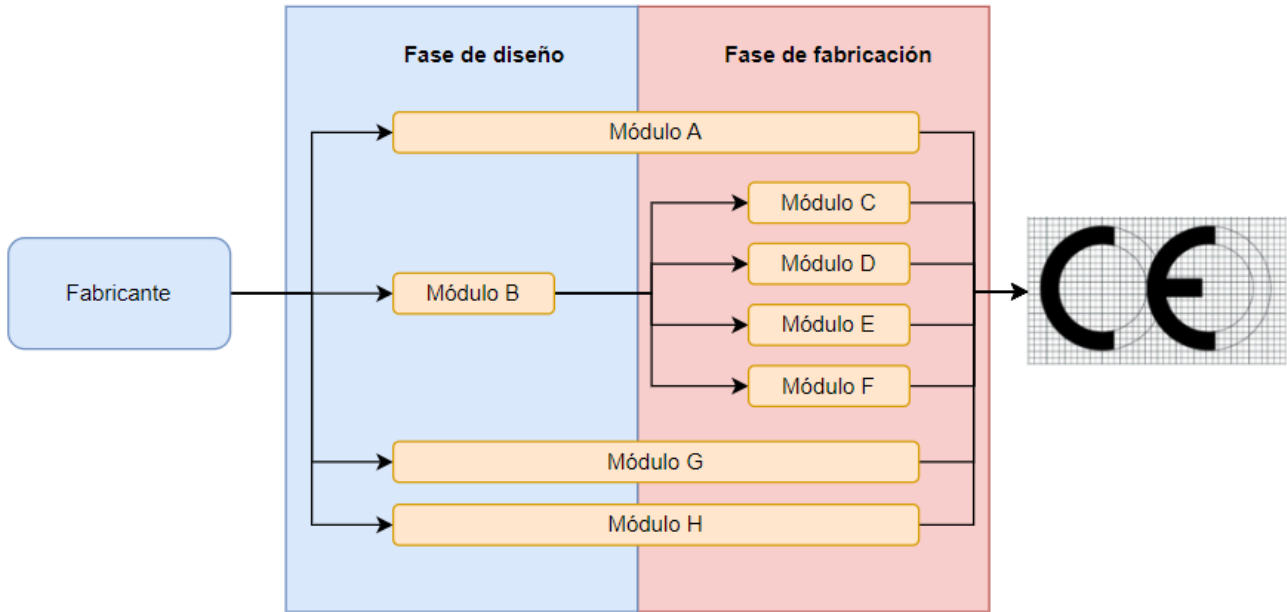 Fase de diseño
Fase de fabricación
Módulo A
Módulo C
Módulo D
Fabricante
Módulo B
Módulo E
Módulo F
Módulo G
Módulo H
CE